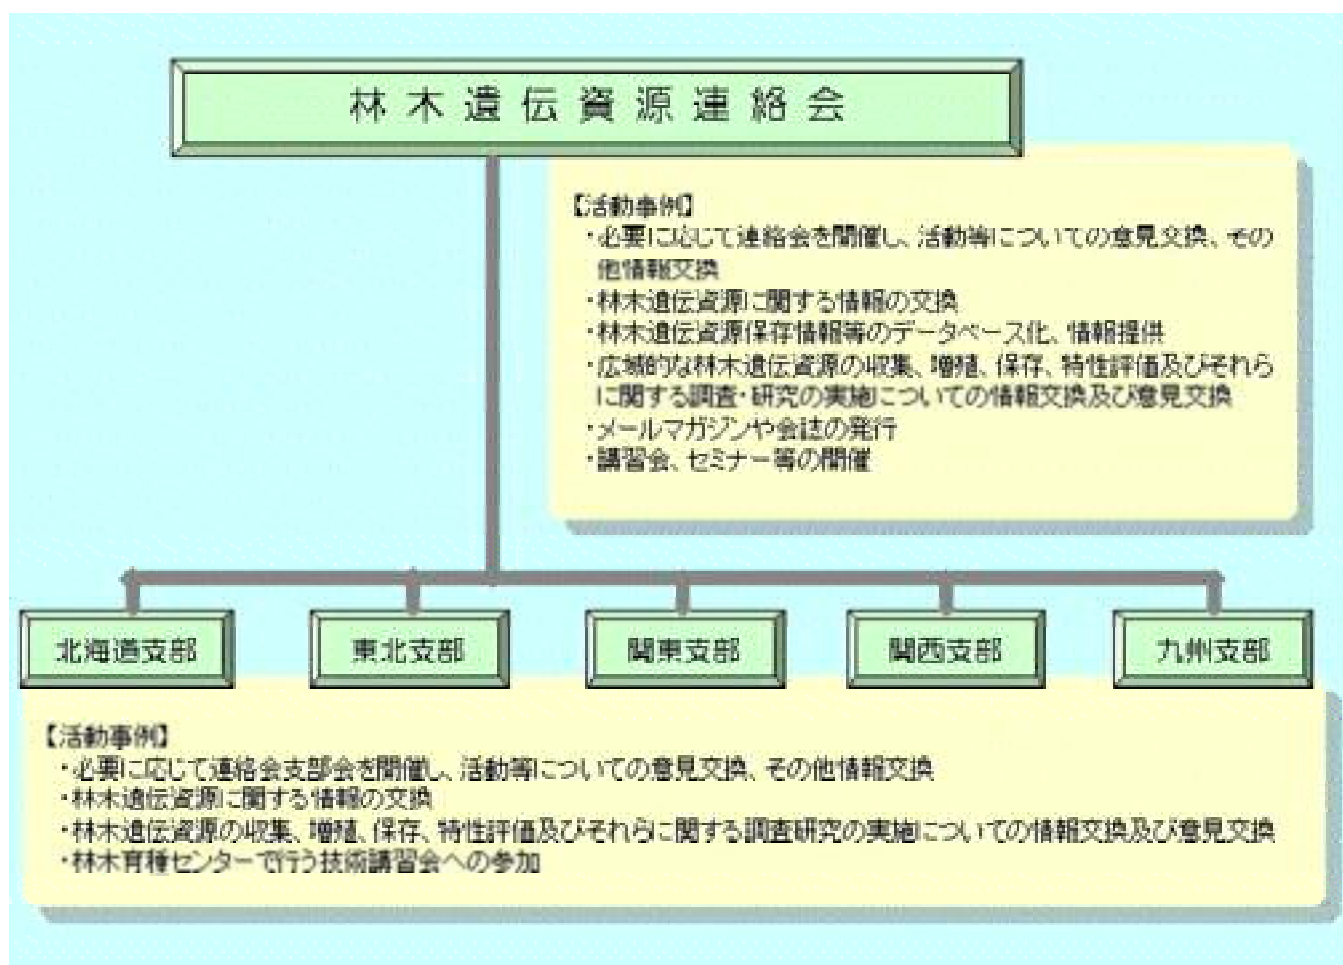 林木遺伝資源連絡会
【活動事例】
・必要に応じて連絡会を開催し、活動等についての意見交換、その
他情報交換
・林木遺伝資源に関する情報の交換
・林木遺伝資源保存情報等のデータベース化、情報提供
・広域的な林木遺伝資源の収集、増殖、保存、特性評価及びそれら
に関する調査・研究の実施についての情報交換及び意見交換
・メールマガジンや会誌の発行
・講習会、セミナー等の開催
北海道支部
東北支部
関東支部
関西支部
九州支部
【活動事例】
・必要に応じて連絡会支部会を開催し、活動等についての意見交換、その他情報交換
・林木遺伝資源に関する情報の交換
・林木遺伝資源の収集、増殖、保存、特性評価及びそれらに関する調査研究の実施についての情報交換及び意見交換
・林木育種センターで行う技術講習会への参加